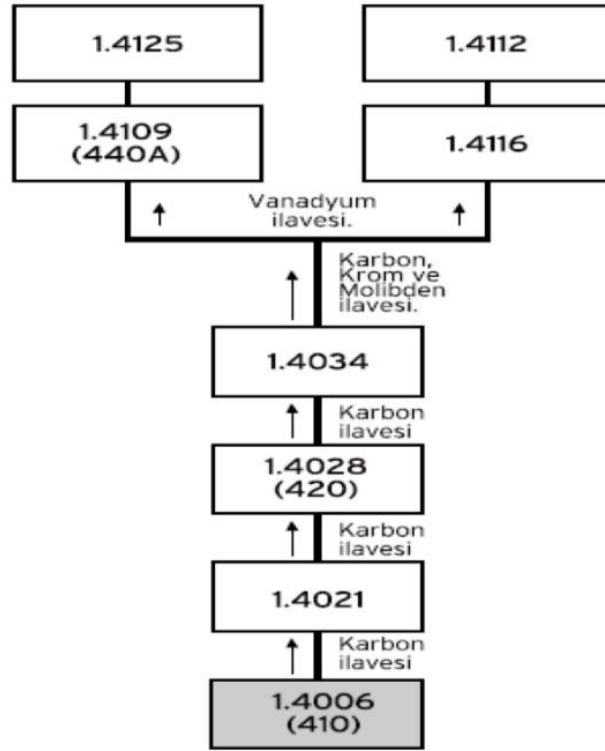 1.4125
1.4112
1.4109
(440A)
1.4116
Vanadyum
ilavesi.
Karbon,
Krom ve
Molibden
ilavesi.
1.4034
Karbon
ilavesi
1.4028
(420)
Karbon
ilavesi
1.4021
Karbon
ilavesi
1.4006
(410)